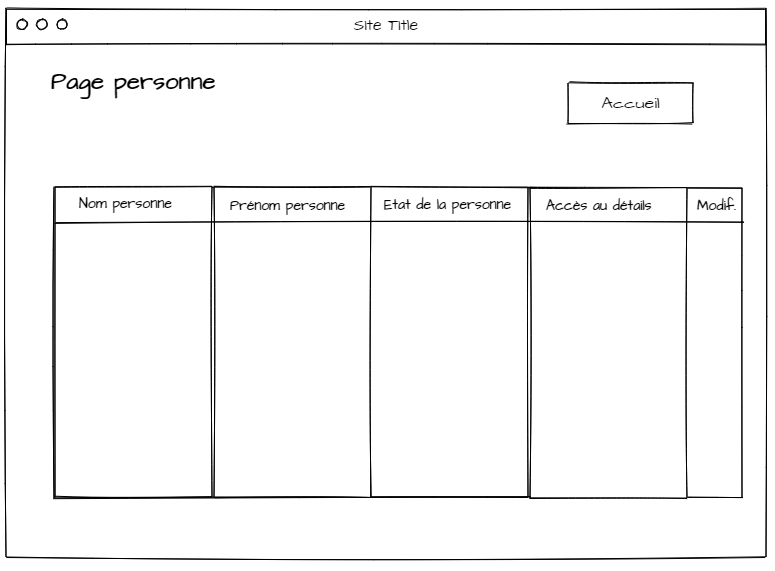 Site Title
Page personne
Accueil
Nom personne
Prénom personne
Etat de la personne
Accès au détails
Modif.